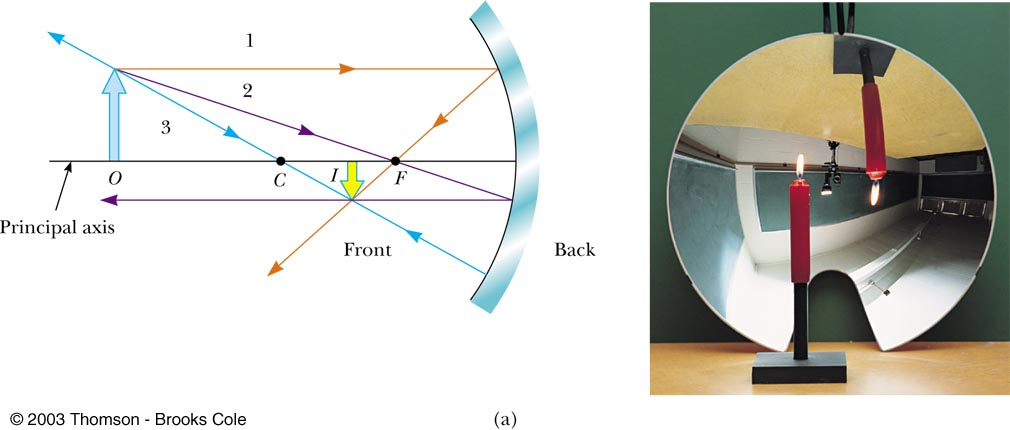 1
2
3
O
C
I
F
Principal axis
Front
Back
© 2003 Thomson - Brooks Cole
(a)